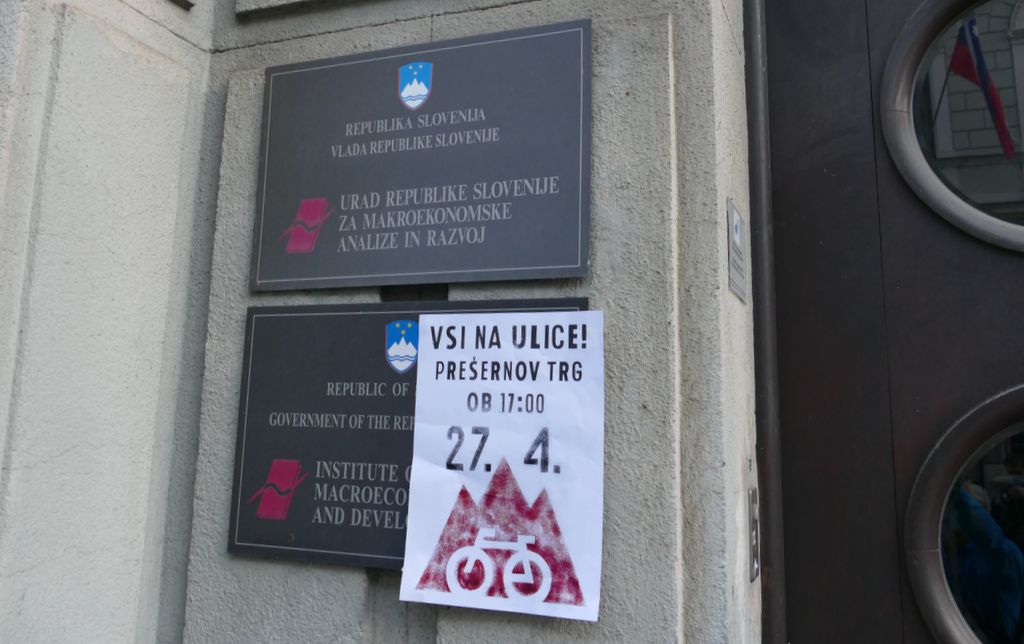 REPUBLIKA SLOVENIJA
VLADA REPUBLIKE SLOVENIJE
URAD REPUBLIKE SLOVENIJE
ZA MAKROEKONOMSKE
ANALIZE IN RAZVOJ
REPUBLIC OF
GOVERNMENT OF THE REP
INSTITUTE
MACROECO
AND DEVEL
VSI NA ULICE!
PREŠERNOV TRG
OB 17:00
27. 4.